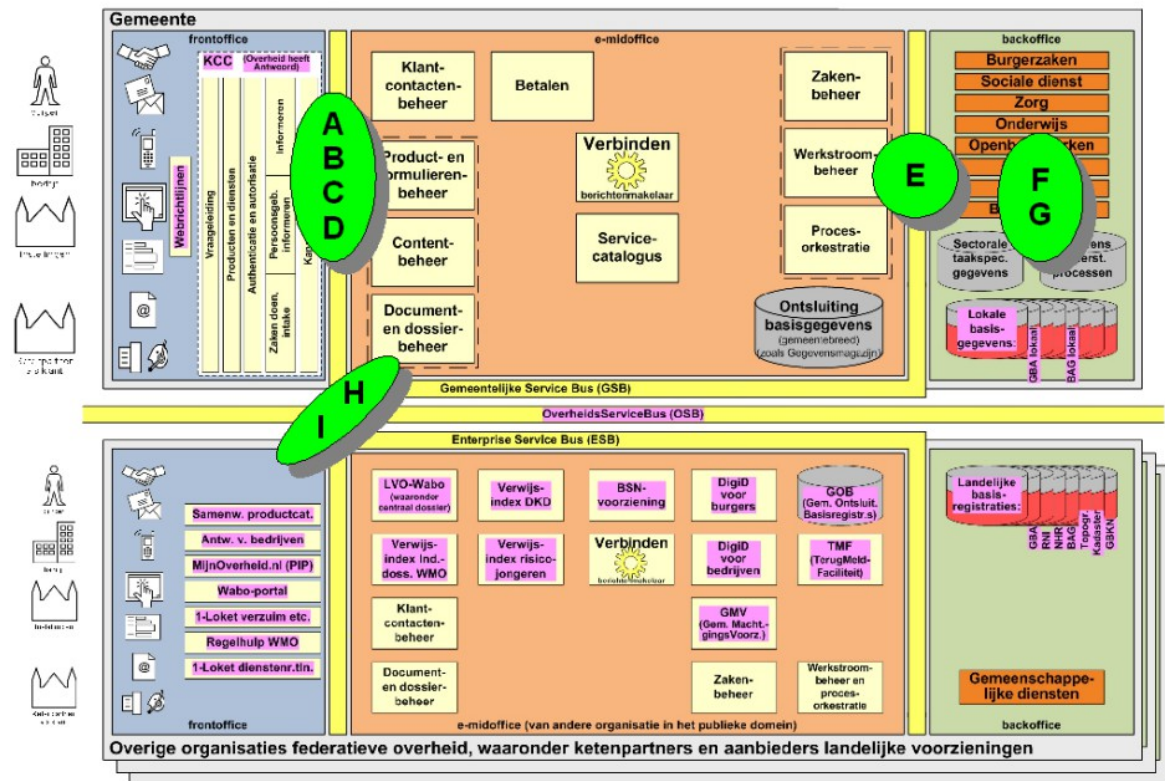 Gemeente
frontoffice
e-midoffice
backoffice
KCC
(Overheid heeft
Antwoord)
Webrichtlijnen
Vraageleiding
Producten en diensten
Authenticatie en autorisatie
Informeren
Persoonsgeb.
informeren
Zaken doen,
intake
A
B
C
D
Klant-
contacten-
beheer
Betalen
Product- en
formulieren-
beheer
Content-
beheer
Document-
en dossier-
beheer
Verbinden
berichtenmakelaar
Service-
catalogus
Zaken-
beheer
Werkstroom-
beheer
Proces-
orkestratie
Ontsluiting
basisgegevens
(gemeentebreed)
(zoals Gegevensmagazijn)
E
Burgerzaken
Sociale dienst
Zorg
Onderwijs
F
G
Sectorale
taakspec.
gegevens
processen
Lokale
basis-
gegevens:
GBA lokaal
BAG lokaal
Gemeentelijke Service Bus (GSB)
H
I
OverheidsServiceBus (OSB)
Enterprise Service Bus (ESB)
Samenw. productcat.
Antw. v. bedrijven
MijnOverheid.nl (PIP)
Wabo-portal
1-Loket verzuim etc.
Regelhulp WMO
1-Loket dienstenr.tln.
frontoffice
LVO-Wabo
(waaronder
centraal dossier)
Verwijs-
index DKD
BSN-
voorziening
DigiD
voor
burgers
GOB
(Gem. Ontsluit.
Basisregistr.s)
Verwijs-
index Ind.-
doss. WMO
Verwijs-
index risico-
jongeren
Verbinden
berichtenmakelaar
DigiD
voor
bedrijven
TMF
(TerugMeld-
Faciliteit)
Klant-
contacten-
beheer
GMV
(Gem. Macht.-
gingsVoorz.)
Document-
en dossier-
beheer
Zaken-
beheer
Werkstroom-
beheer en
proces-
orkestratie
e-midoffice (van andere organisatie in het publieke domein)
Landelijke
basis-
registraties:
GBA
RNI
NHR
BAG
Topogr.
Kadaster
GBKN
Gemeenschappe-
lijke diensten
backoffice
Overige organisaties federatieve overheid, waaronder ketenpartners en aanbieders landelijke voorzieningen